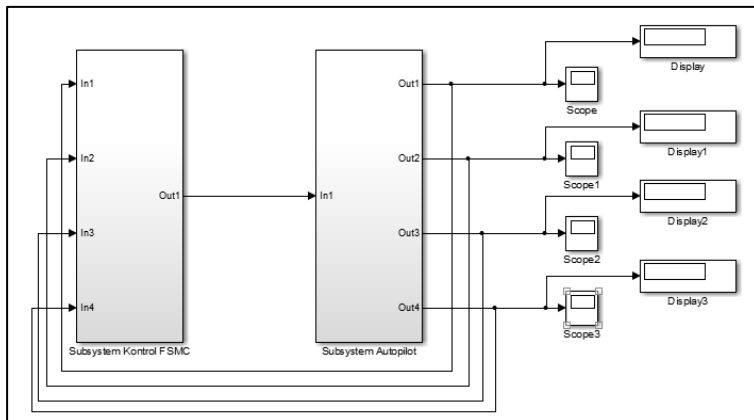 In1
In2
In3
In4
Out1
Subsystem Kontrol FSMC
In1
Out1
Out2
Out3
Out4
Subsystem Autopilot
Display
Scope
Display1
Scope1
Display2
Scope2
Display3
Scope3